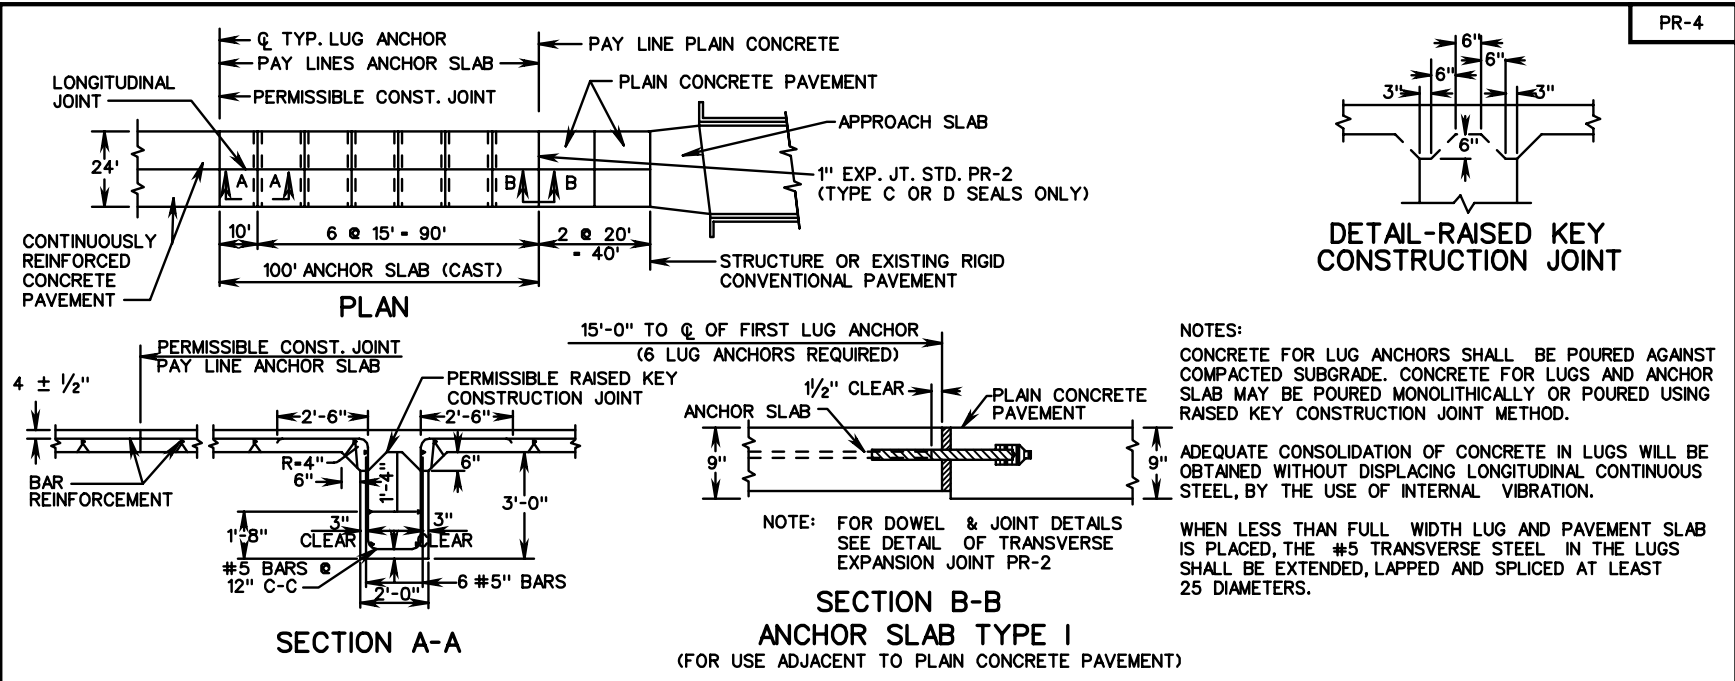 PR-4
℄ TYP. LUG ANCHOR
PAY LINES ANCHOR SLAB
PERMISSIBLE CONST. JOINT
PAY LINE PLAIN CONCRETE
PLAIN CONCRETE PAVEMENT
LONGITUDINAL
JOINT
APPROACH SLAB
24'
A A
B B
1" EXP. JT. STD. PR-2
(TYPE C OR D SEALS ONLY)
CONTINUOUSLY
REINFORCED
CONCRETE
PAVEMENT
10'
6 @ 15' = 90'
2 @ 20'
= 40'
100' ANCHOR SLAB (CAST)
STRUCTURE OR EXISTING RIGID
CONVENTIONAL PAVEMENT
PLAN
6"
6"
6"
3"
3"
6"
DETAIL-RAISED KEY
CONSTRUCTION JOINT
PERMISSIBLE CONST. JOINT
PAY LINE ANCHOR SLAB
4 ± 1/2"
PERMISSIBLE RAISED KEY
CONSTRUCTION JOINT
2'-6"
2'-6"
R=4"
6"
6"
1'-4"
BAR
REINFORCEMENT
3'-0"
1'-8"
3"
CLEAR
3"
CLEAR
#5 BARS @
12" C-C
6 #5" BARS
2'-0"
SECTION A-A
15'-0" TO ℄ OF FIRST LUG ANCHOR
(6 LUG ANCHORS REQUIRED)
1 1/2" CLEAR
ANCHOR SLAB
PLAIN CONCRETE
PAVEMENT
9"
9"
NOTE: FOR DOWEL & JOINT DETAILS
SEE DETAIL OF TRANSVERSE
EXPANSION JOINT PR-2
SECTION B-B
ANCHOR SLAB TYPE I
(FOR USE ADJACENT TO PLAIN CONCRETE PAVEMENT)
NOTES:
CONCRETE FOR LUG ANCHORS SHALL BE POURED AGAINST
COMPACTED SUBGRADE. CONCRETE FOR LUGS AND ANCHOR
SLAB MAY BE POURED MONOLITHICALLY OR POURED USING
RAISED KEY CONSTRUCTION JOINT METHOD.
ADEQUATE CONSOLIDATION OF CONCRETE IN LUGS WILL BE
OBTAINED WITHOUT DISPLACING LONGITUDINAL CONTINUOUS
STEEL, BY THE USE OF INTERNAL VIBRATION.
WHEN LESS THAN FULL WIDTH LUG AND PAVEMENT SLAB
IS PLACED, THE #5 TRANSVERSE STEEL IN THE LUGS
SHALL BE EXTENDED, LAPPED AND SPLICED AT LEAST
25 DIAMETERS.